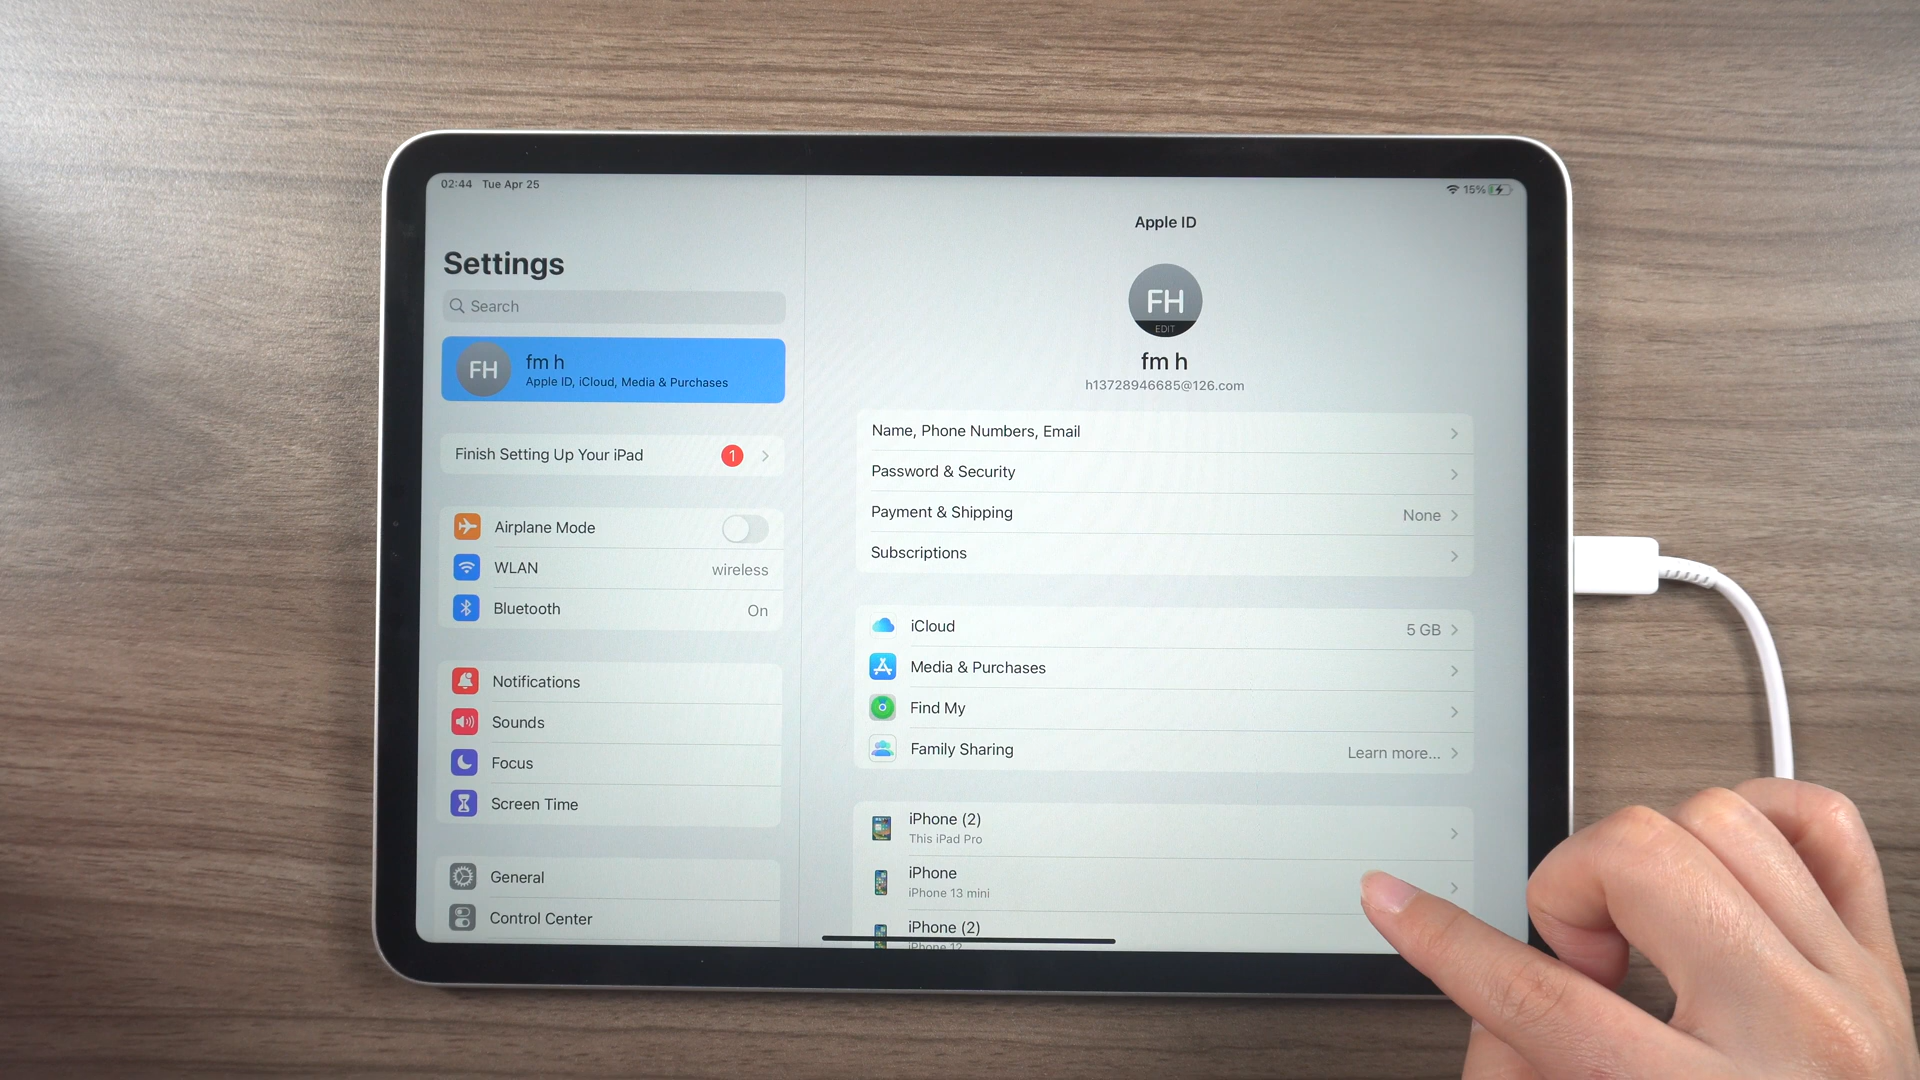 02:44 Tue Apr 25
15%
Settings
Search
FH
fm h
Apple ID, iCloud, Media & Purchases
Finish Setting Up Your iPad 1
Airplane Mode
WLAN wireless
Bluetooth On
Notifications
Sounds
Focus
Screen Time
General
Control Center
Apple ID
FH
EDIT
fm h
h13728946685@126.com
Name, Phone Numbers, Email
Password & Security
Payment & Shipping None
Subscriptions
iCloud 5 GB
Media & Purchases
Find My
Family Sharing Learn more...
iPhone (2)
This iPad Pro
iPhone
iPhone 13 mini
iPhone (2)
iPhone 12